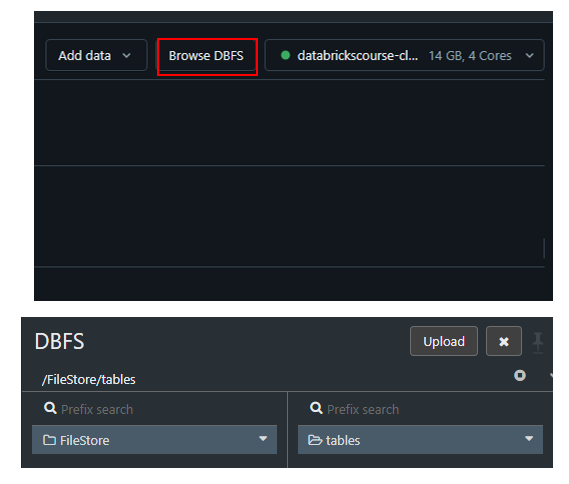 Add data Browse DBFS databrickscourse-cl... 14 GB, 4 Cores
DBFS Upload
/FileStore/tables
Prefix search Prefix search
FileStore tables